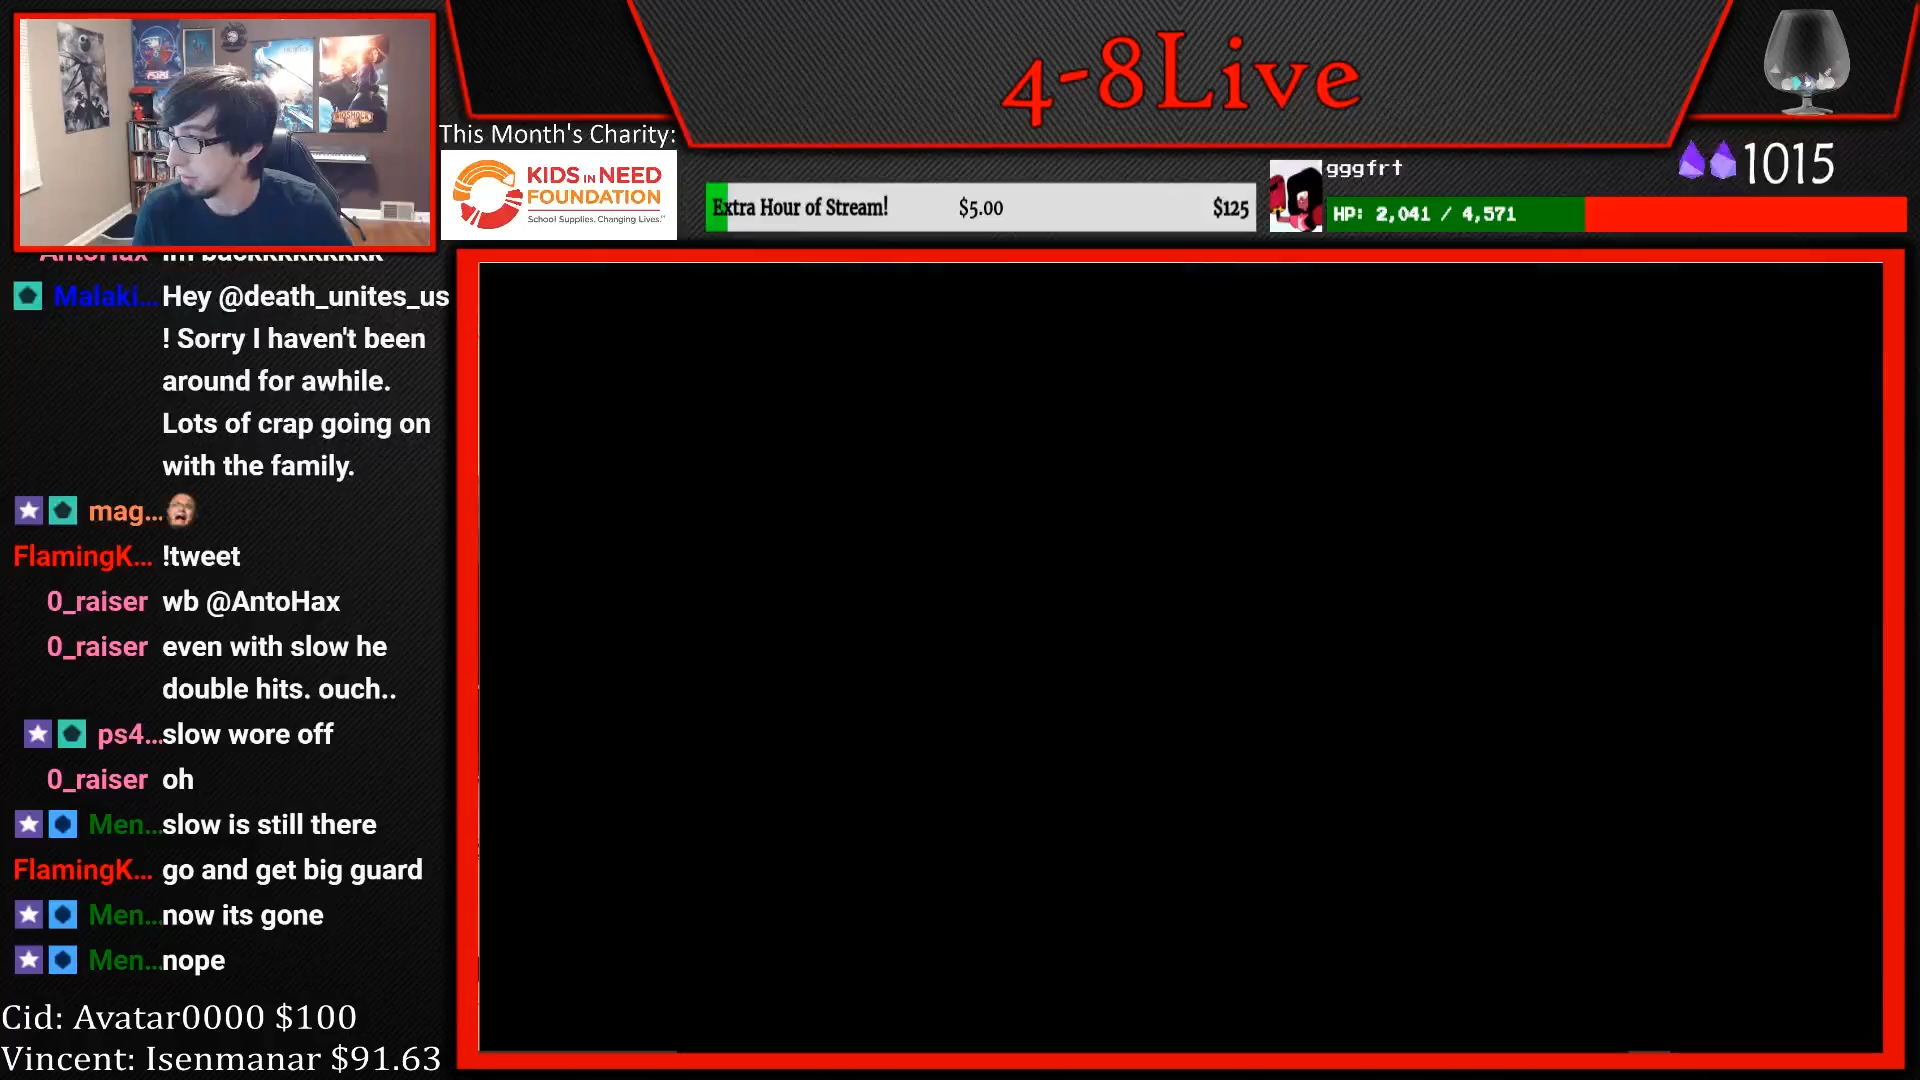 4-8Live
This Month's Charity:
KIDS IN NEED
FOUNDATION
School Supplies. Changing Lives.
Extra Hour of Stream! $5.00 $125
gggfrt
HP: 2,041 / 4,571
1015
BIOSHOCK
AntoHax im backkkkkkkkk
Malaki... Hey @death_unites_us
! Sorry I haven't been
around for awhile.
Lots of crap going on
with the family.
mag...
FlamingK... !tweet
0_raiser wb @AntoHax
0_raiser even with slow he
double hits. ouch..
ps4... slow wore off
0_raiser oh
Men... slow is still there
FlamingK... go and get big guard
Men... now its gone
Men... nope
Cid: Avatar0000 $100
Vincent: Isenmanar $91.63